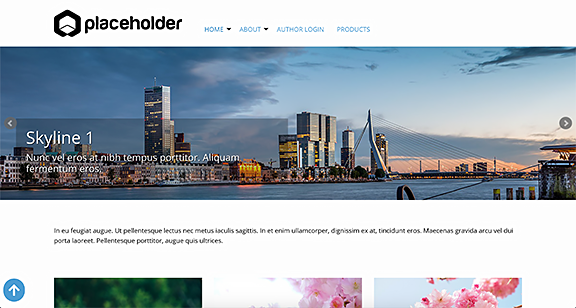 placeholder
HOME ABOUT AUTHOR LOGIN PRODUCTS
Skyline 1
Nunc vel eros at nibh tempus porttitor. Aliquam
fermentum eros.
In eu feugiat augue. Ut pellentesque lectus nec metus iaculis sagittis. In et enim ullamcorper, dignissim ex at, tincidunt eros. Maecenas gravida arcu vel dui
porta laoreet. Pellentesque porttitor, augue quis ultrices.